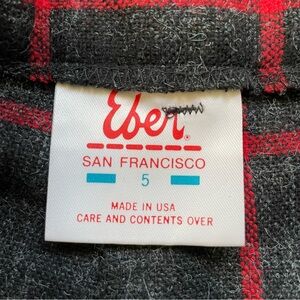 Eber®
SAN FRANCISCO
5
MADE IN USA
CARE AND CONTENTS OVER